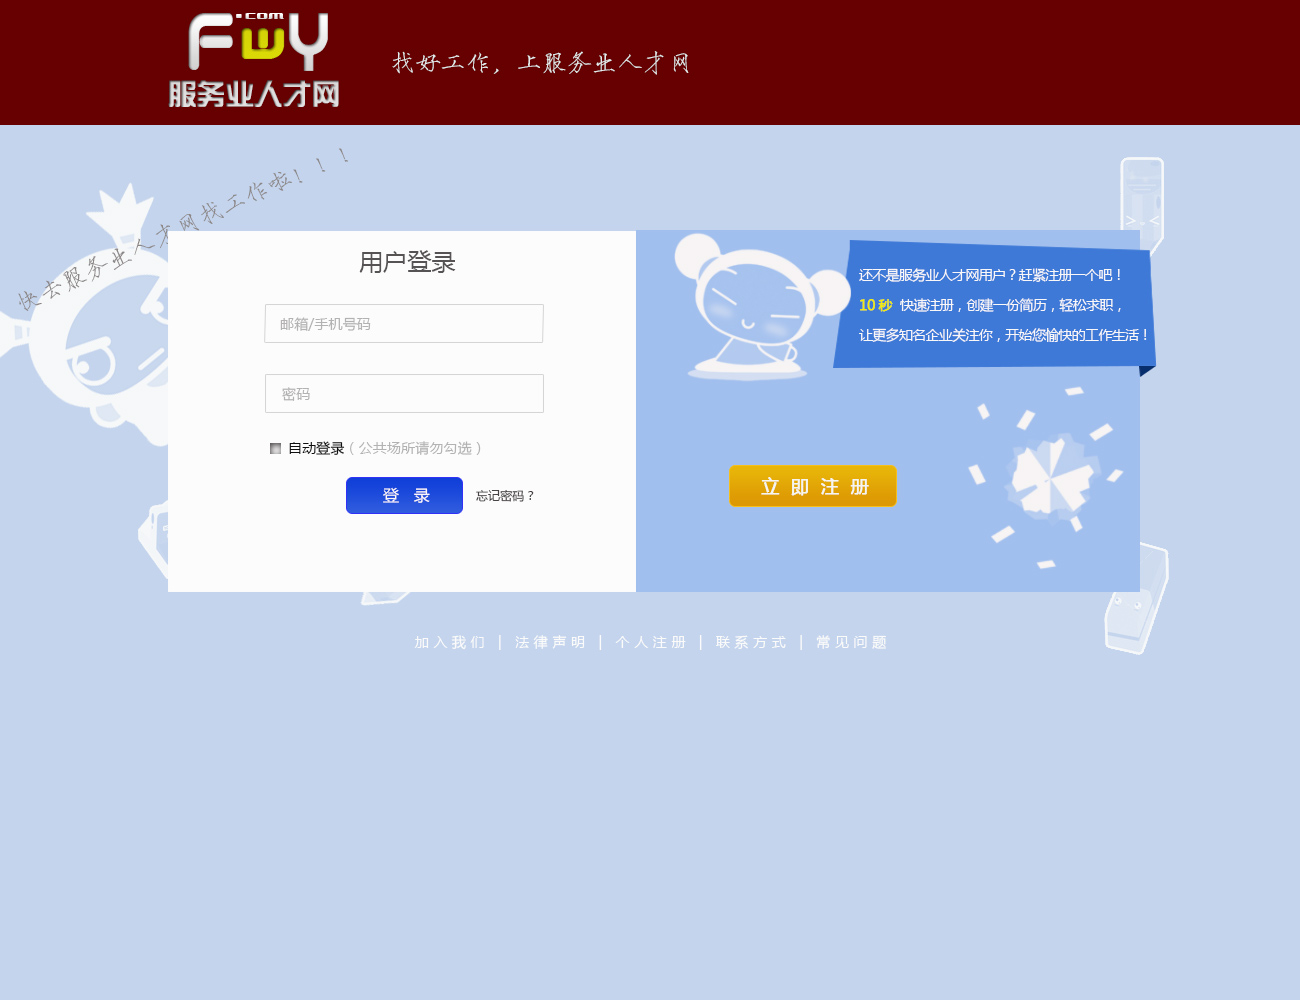 .com
FWY
服务业人才网
找好工作，上服务业人才网
快去服务业人才网找工作啦！！！
用户登录
邮箱/手机号码
密码
自动登录（公共场所请勿勾选）
登 录 忘记密码？
还不是服务业人才网用户？赶紧注册一个吧！
10 秒 快速注册，创建一份简历，轻松求职，
让更多知名企业关注你，开始您愉快的工作生活！
立 即 注 册
加入我们 | 法律声明 | 个人注册 | 联系方式 | 常见问题